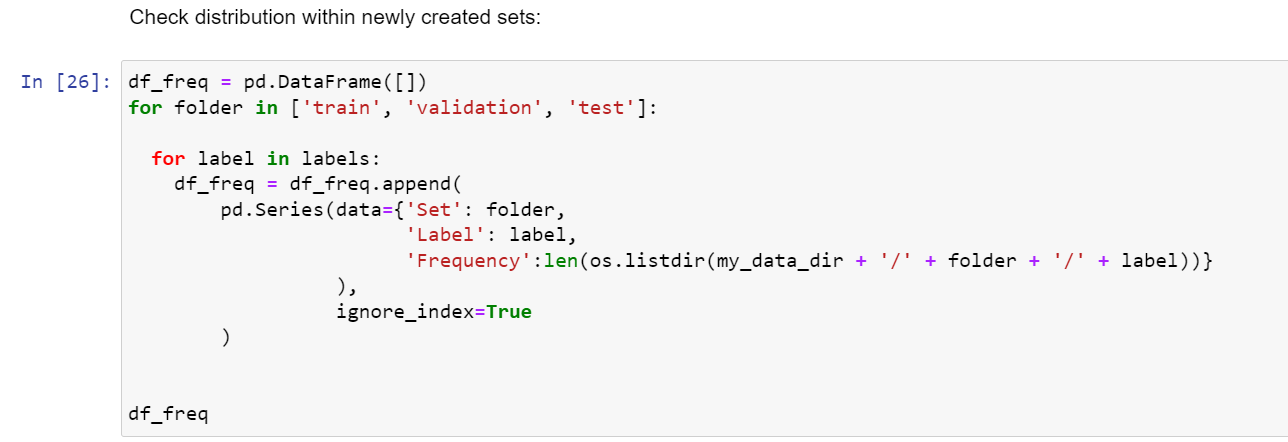 Check distribution within newly created sets:
In [26]: df_freq = pd.DataFrame([])
for folder in ['train', 'validation', 'test']:
  for label in labels:
    df_freq = df_freq.append(
        pd.Series(data={'Set': folder,
                        'Label': label,
                        'Frequency':len(os.listdir(my_data_dir + '/' + folder + '/' + label))}
                  ),
                  ignore_index=True
        )
df_freq